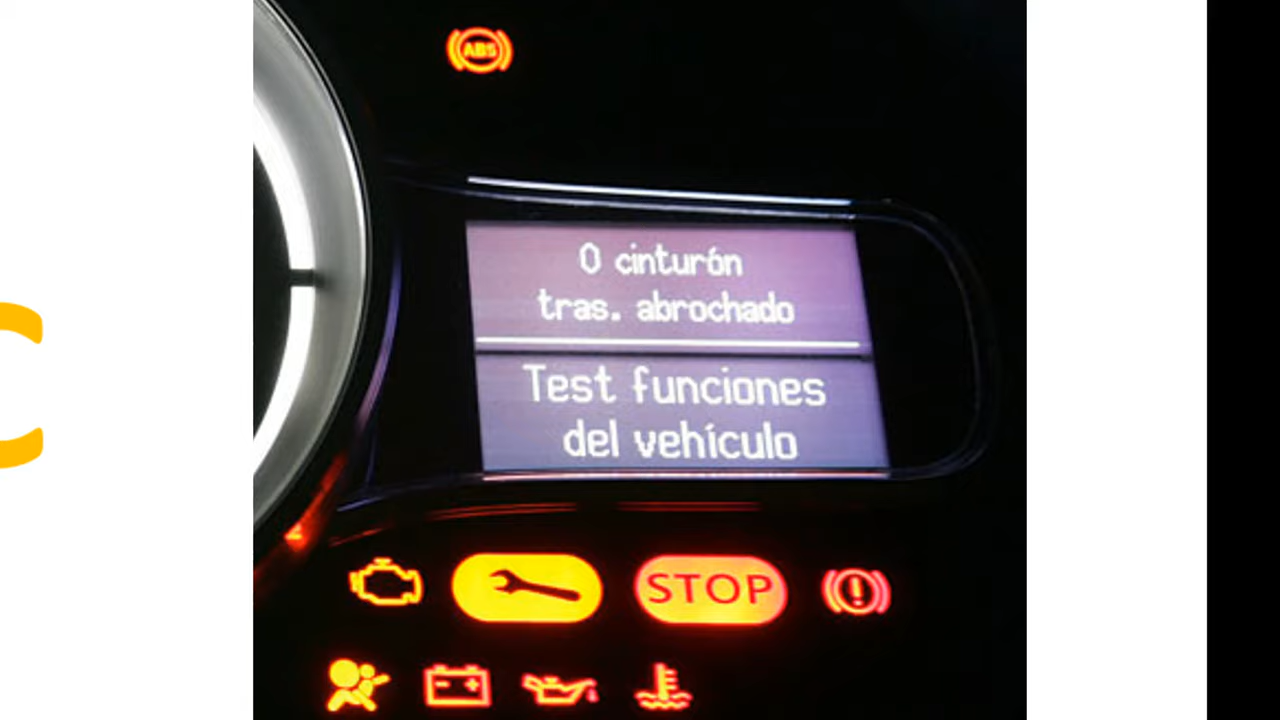 ABS
0 cinturón
tras. abrochado
Test funciones
del vehículo
STOP